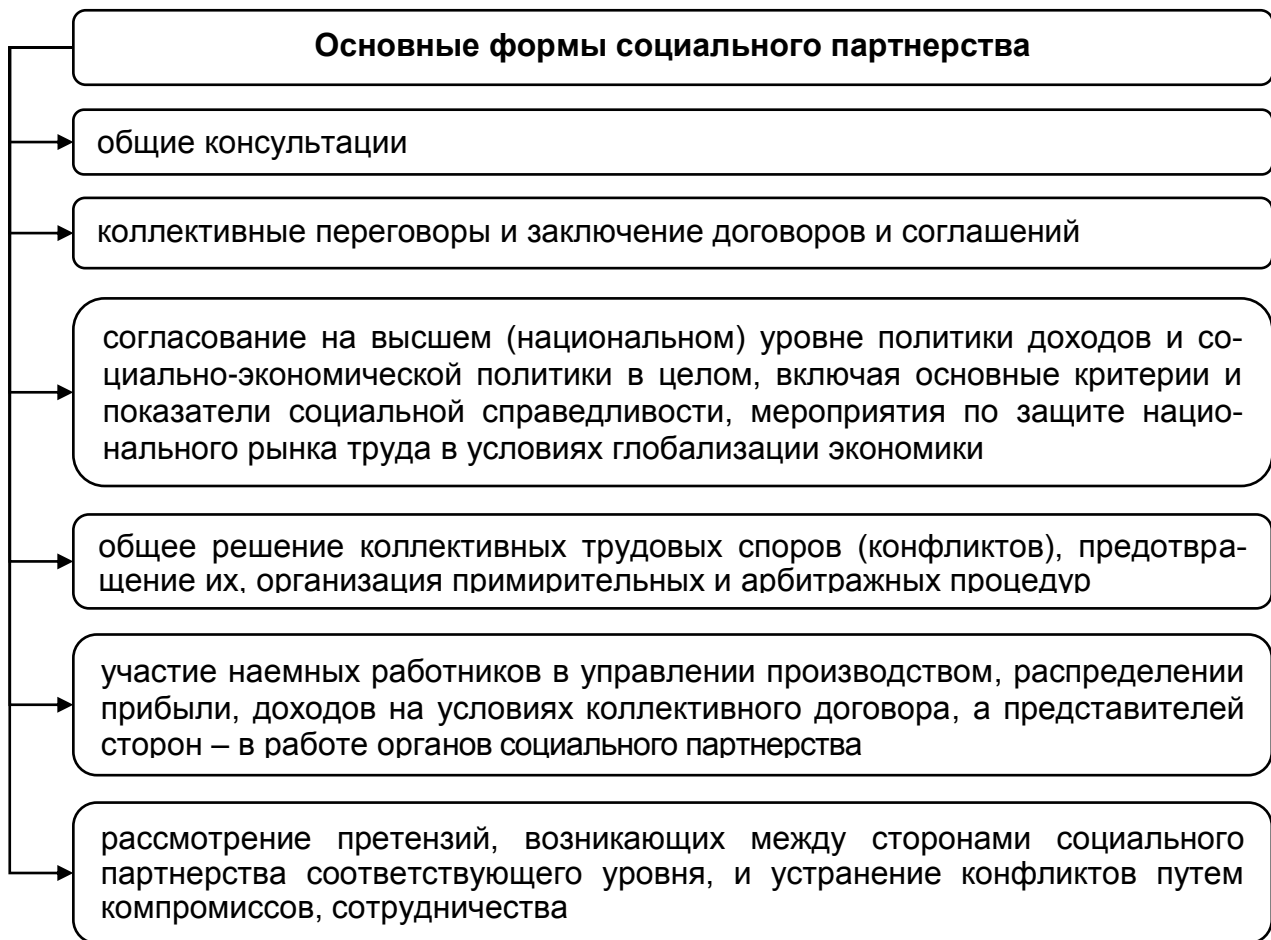 Основные формы социального партнерства
общие консультации
коллективные переговоры и заключение договоров и соглашений
согласование на высшем (национальном) уровне политики доходов и со-
циально-экономической политики в целом, включая основные критерии и
показатели социальной справедливости, мероприятия по защите нацио-
нального рынка труда в условиях глобализации экономики
общее решение коллективных трудовых споров (конфликтов), предотвра-
щение их, организация примирительных и арбитражных процедур
участие наемных работников в управлении производством, распределении
прибыли, доходов на условиях коллективного договора, а представителей
сторон – в работе органов социального партнерства
рассмотрение претензий, возникающих между сторонами социального
партнерства соответствующего уровня, и устранение конфликтов путем
компромиссов, сотрудничества